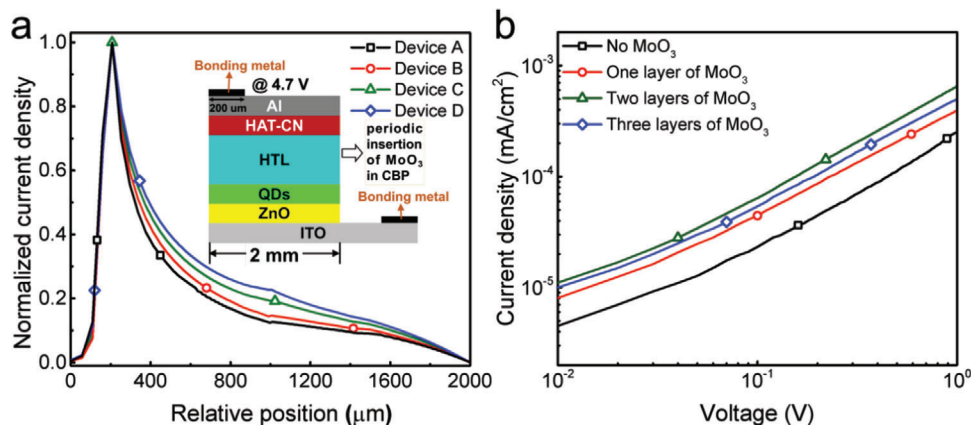 a
1.0
0.8
0.6
0.4
0.2
0.0
Normalized current density
0
400
800
1200
1600
2000
Relative position (μm)
Device A
Device B
Device C
Device D
Bonding metal
@ 4.7 V
200 um
Al
HAT-CN
HTL
QDs
ZnO
ITO
2 mm
periodic
insertion
of MoO3
in CBP
Bonding metal
b
No MoO3
One layer of MoO3
Two layers of MoO3
Three layers of MoO3
Current density (mA/cm2)
10-3
10-4
10-5
10-2
10-1
100
Voltage (V)